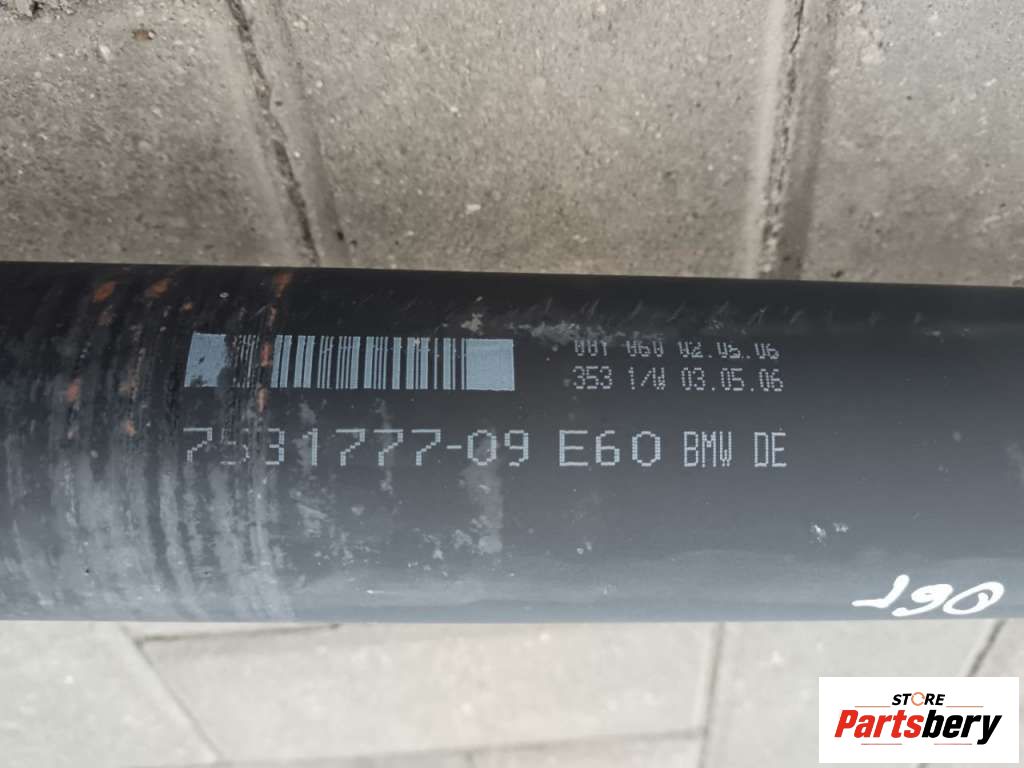 001 060 02.05.06
353 1/W 03.05.06
7531777-09 E60 BMW DE
STORE
Partsbery